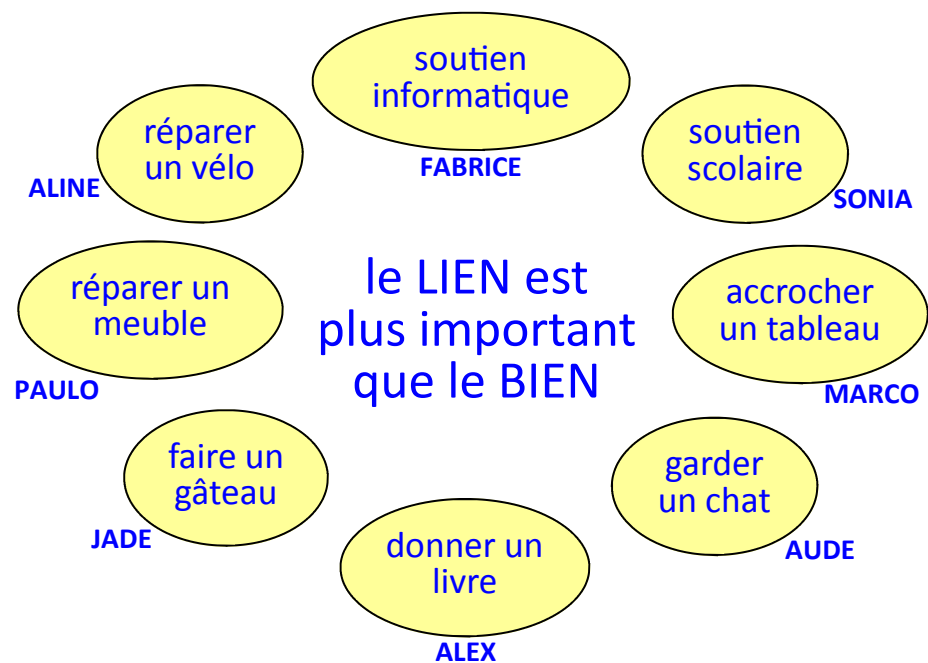 soutien
informatique
FABRICE
réparer
un vélo
ALINE
soutien
scolaire
SONIA
réparer un
meuble
PAULO
le LIEN est
plus important
que le BIEN
accrocher
un tableau
MARCO
faire un
gâteau
JADE
garder
un chat
AUDE
donner un
livre
ALEX